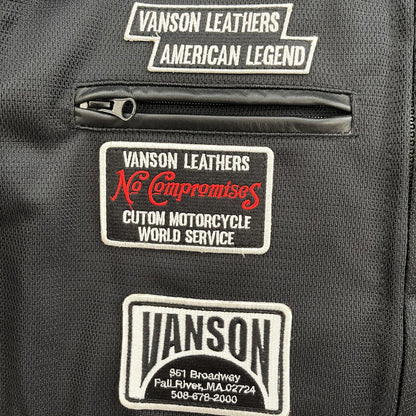 VANSON LEATHERS
AMERICAN LEGEND
VANSON LEATHERS
No Compromises
CUTOM MOTORCYCLE
WORLD SERVICE
VANSON
951 Broadway
Fall River, MA 02724
508-678-2000